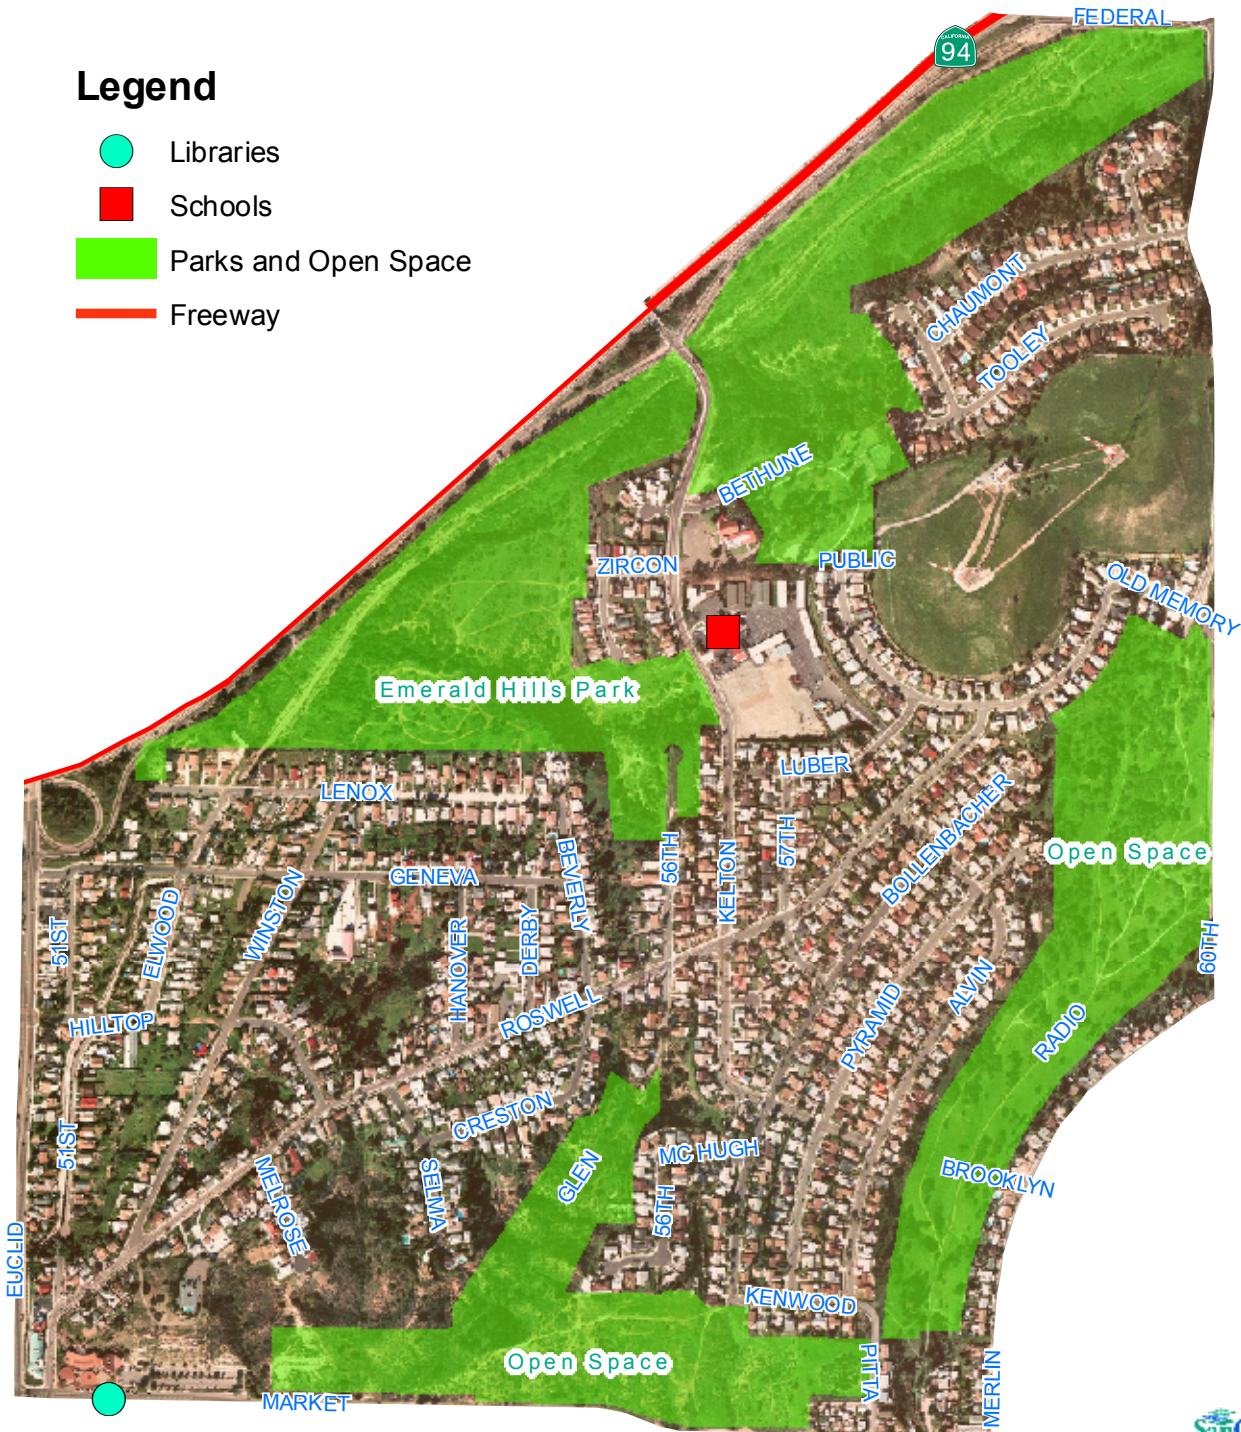 FEDERAL
CALIFORNIA
94
Legend
Libraries
Schools
Parks and Open Space
Freeway
CHAUMONT
TOOLEY
BETHUNE
ZIRCON
PUBLIC
OLD MEMORY
Emerald Hills Park
LUBER
LENOX
BOLLENBACHER
57TH
56TH
KELTON
BEVERLY
Open Space
GENEVA
WINSTON
ELWOOD
51ST
HANOVER
DERBY
60TH
ALVIN
ROSWELL
HILLTOP
PYRAMID
RADIO
CRESTON
51ST
MC HUGH
GLEN
SELMA
MELROSE
56TH
BROOKLYN
EUCLID
KENWOOD
Open Space
PITTA
MERLIN
MARKET